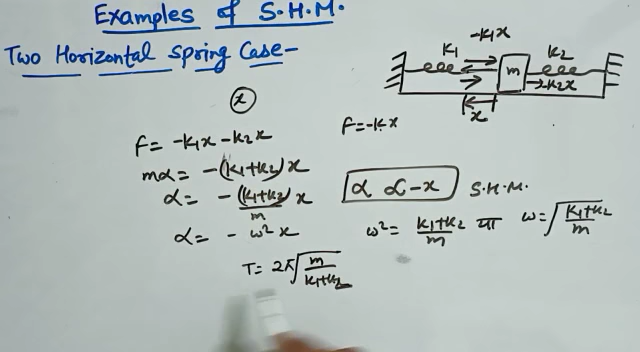 Examples of S.H.M.
Two Horizontal Spring Case-
K₁ -K₁x m K₂ -K₂x
x
x
F = -K₁x - K₂x
F = -Kx
mα = -(K₁+K₂)x
α = -(K₁+K₂)/m x
α ∝ -x S.H.M.
α = -ω²x
ω² = K₁+K₂/m या ω = √K₁+K₂/m
T = 2π√m/K₁+K₂